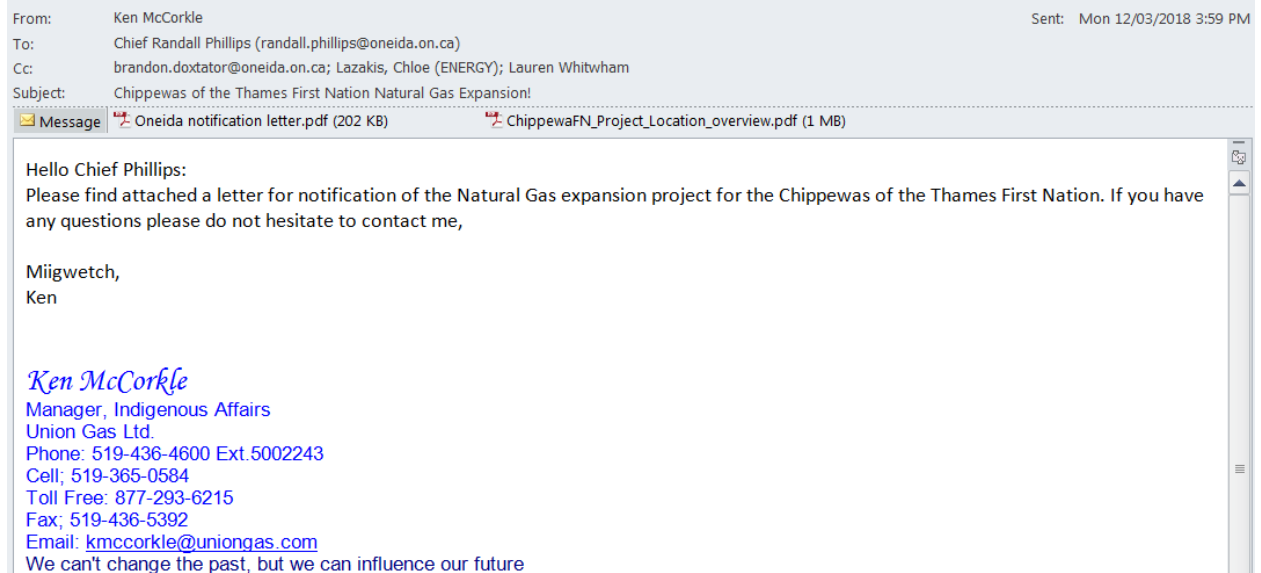 From: Ken McCorkle Sent: Mon 12/03/2018 3:59 PM
To: Chief Randall Phillips (randall.phillips@oneida.on.ca)
Cc: brandon.doxtator@oneida.on.ca; Lazakis, Chloe (ENERGY); Lauren Whitwham
Subject: Chippewas of the Thames First Nation Natural Gas Expansion!
Message Oneida notification letter.pdf (202 KB) ChippewaFN_Project_Location_overview.pdf (1 MB)
Hello Chief Phillips:
Please find attached a letter for notification of the Natural Gas expansion project for the Chippewas of the Thames First Nation. If you have
any questions please do not hesitate to contact me,
Miigwetch,
Ken
Ken McCorkle
Manager, Indigenous Affairs
Union Gas Ltd.
Phone: 519-436-4600 Ext.5002243
Cell; 519-365-0584
Toll Free: 877-293-6215
Fax; 519-436-5392
Email: kmccorkle@uniongas.com
We can't change the past, but we can influence our future